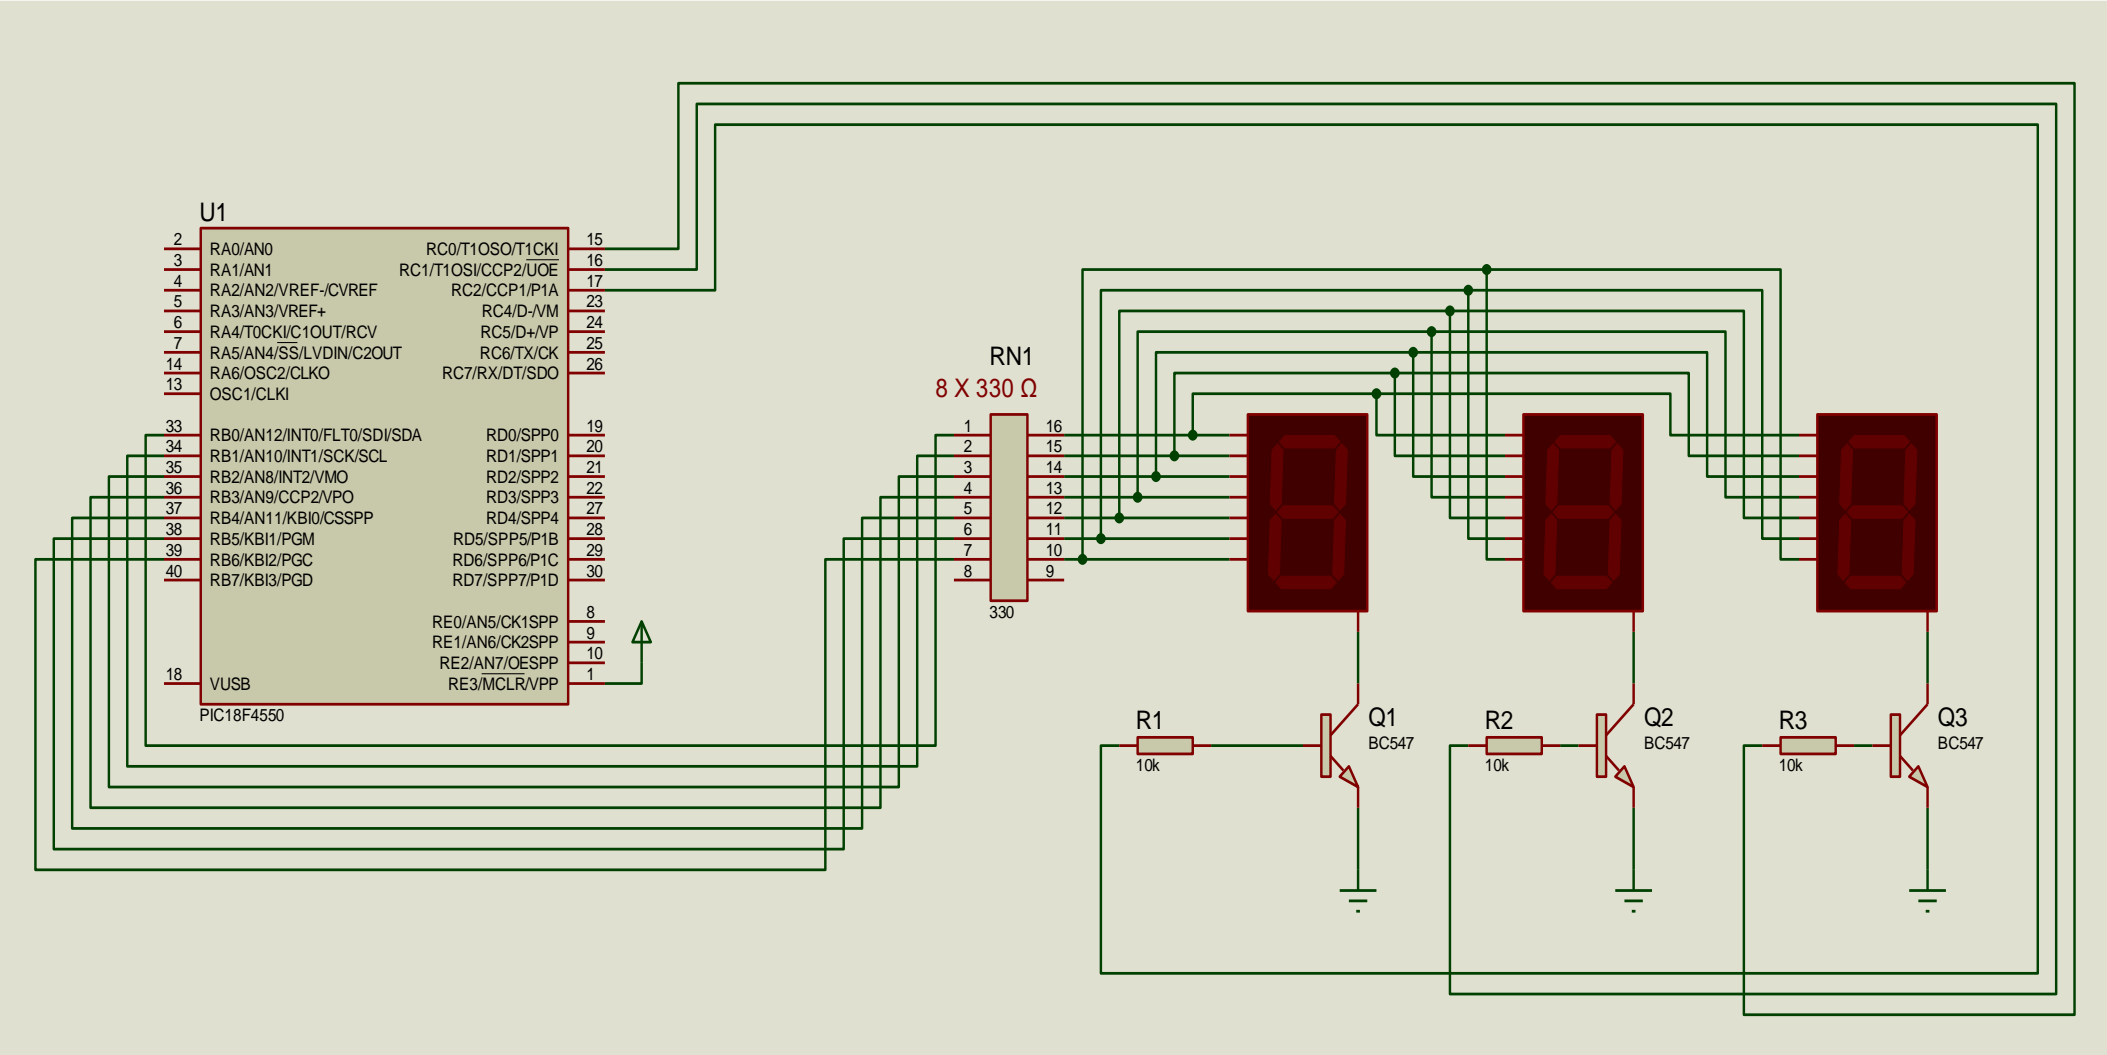 U1
2 RA0/AN0 RC0/T1OSO/T1CKI 15
3 RA1/AN1 RC1/T1OSI/CCP2/UOE 16
4 RA2/AN2/VREF-/CVREF RC2/CCP1/P1A 17
5 RA3/AN3/VREF+ RC4/D-/VM 23
6 RA4/T0CKI/C1OUT/RCV RC5/D+/VP 24
7 RA5/AN4/SS/LVDIN/C2OUT RC6/TX/CK 25
14 RA6/OSC2/CLKO RC7/RX/DT/SDO 26
13 OSC1/CLKI
33 RB0/AN12/INT0/FLT0/SDI/SDA RD0/SPP0 19
34 RB1/AN10/INT1/SCK/SCL RD1/SPP1 20
35 RB2/AN8/INT2/VMO RD2/SPP2 21
36 RB3/AN9/CCP2/VPO RD3/SPP3 22
37 RB4/AN11/KBI0/CSSPP RD4/SPP4 27
38 RB5/KBI1/PGM RD5/SPP5/P1B 28
39 RB6/KBI2/PGC RD6/SPP6/P1C 29
40 RB7/KBI3/PGD RD7/SPP7/P1D 30
RE0/AN5/CK1SPP 8
RE1/AN6/CK2SPP 9
RE2/AN7/OESPP 10
18 VUSB RE3/MCLR/VPP 1
PIC18F4550
RN1
8 X 330 Ω
1 16
2 15
3 14
4 13
5 12
6 11
7 10
8 9
330
R1
10k
Q1
BC547
R2
10k
Q2
BC547
R3
10k
Q3
BC547